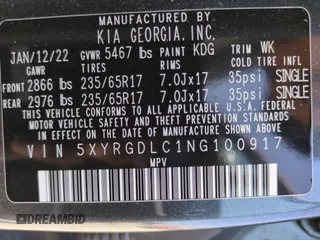 MANUFACTURED BY
KIA GEORGIA, INC.
JAN/12/22 GVWR 5467 lbs PAINT KDG TRIM WK
GAWR TIRES RIMS
FRONT 2866 lbs 235/65R17 7.0Jx17 35psi SINGLE
REAR 2976 lbs 235/65R17 7.0Jx17 35psi SINGLE
THIS VEHICLE CONFORMS TO ALL APPLICABLE U.S.
FEDERAL MOTOR VEHICLE SAFETY AND THEFT PREVENTION
STANDARDS IN EFFECT ON THE DATE OF MANUFACTURE SHOWN ABOVE.
VIN 5XYRGDLC1NG100917
MPV
DREAMBID